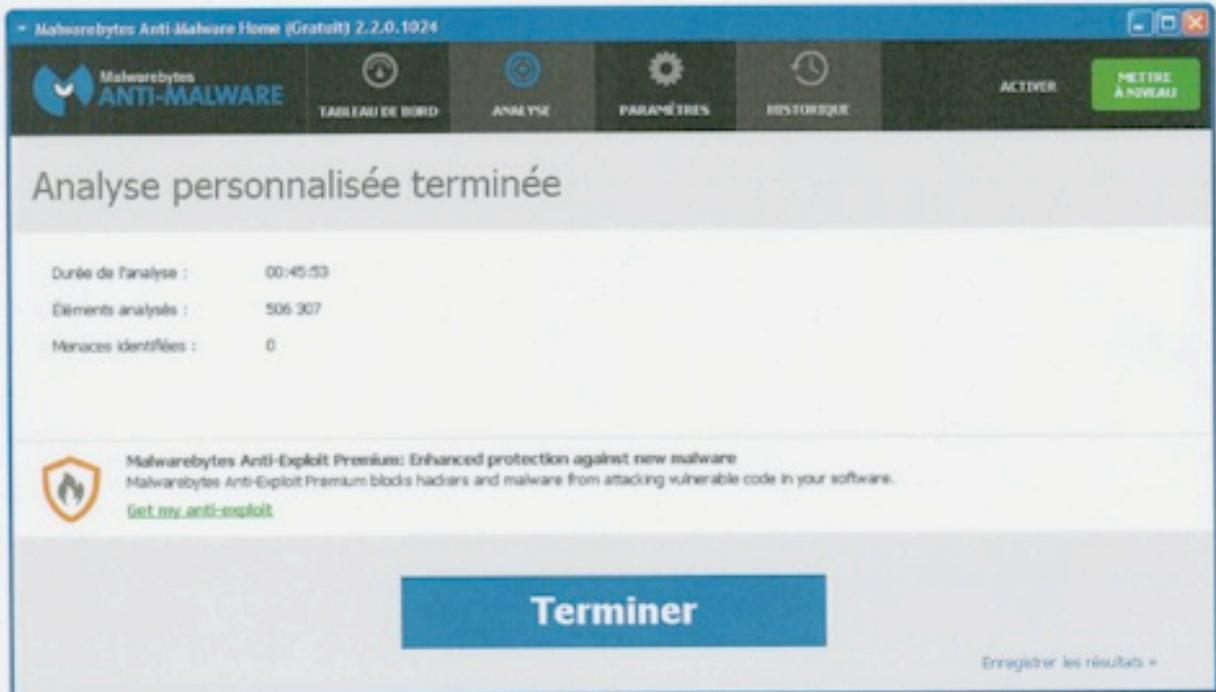 Malwarebytes Anti-Malware Home (Gratuit) 2.2.0.1024
Malwarebytes
ANTI-MALWARE
TABLEAU DE BORD
ANALYSE
PARAMÈTRES
HISTORIQUE
ACTIVER
METTRE
À NIVEAU
Analyse personnalisée terminée
Durée de l'analyse : 00:45:53
Éléments analysés : 506 307
Menaces identifiées : 0
Malwarebytes Anti-Exploit Premium: Enhanced protection against new malware
Malwarebytes Anti-Exploit Premium blocks hackers and malware from attacking vulnerable code in your software.
Get my anti-exploit
Terminer
Enregistrer les résultats »